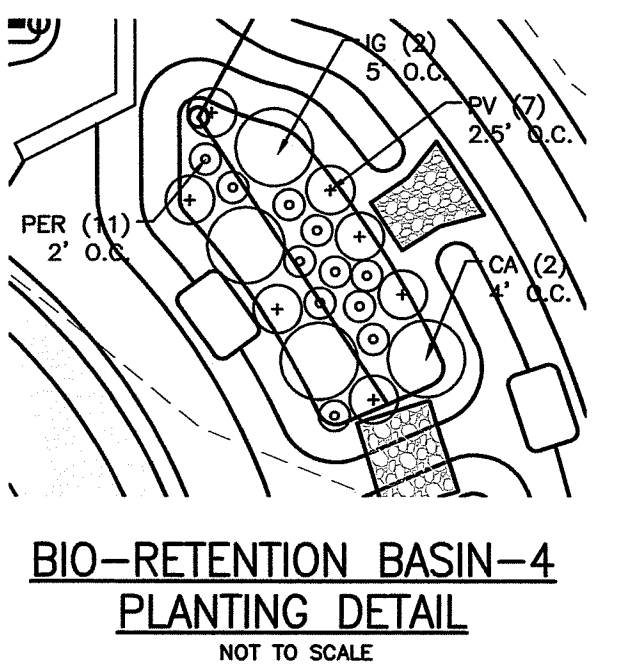 IG (2)
5' O.C.
PV (7)
2.5' O.C.
PER (11)
2' O.C.
CA (2)
4' O.C.
BIO-RETENTION BASIN-4
PLANTING DETAIL
NOT TO SCALE